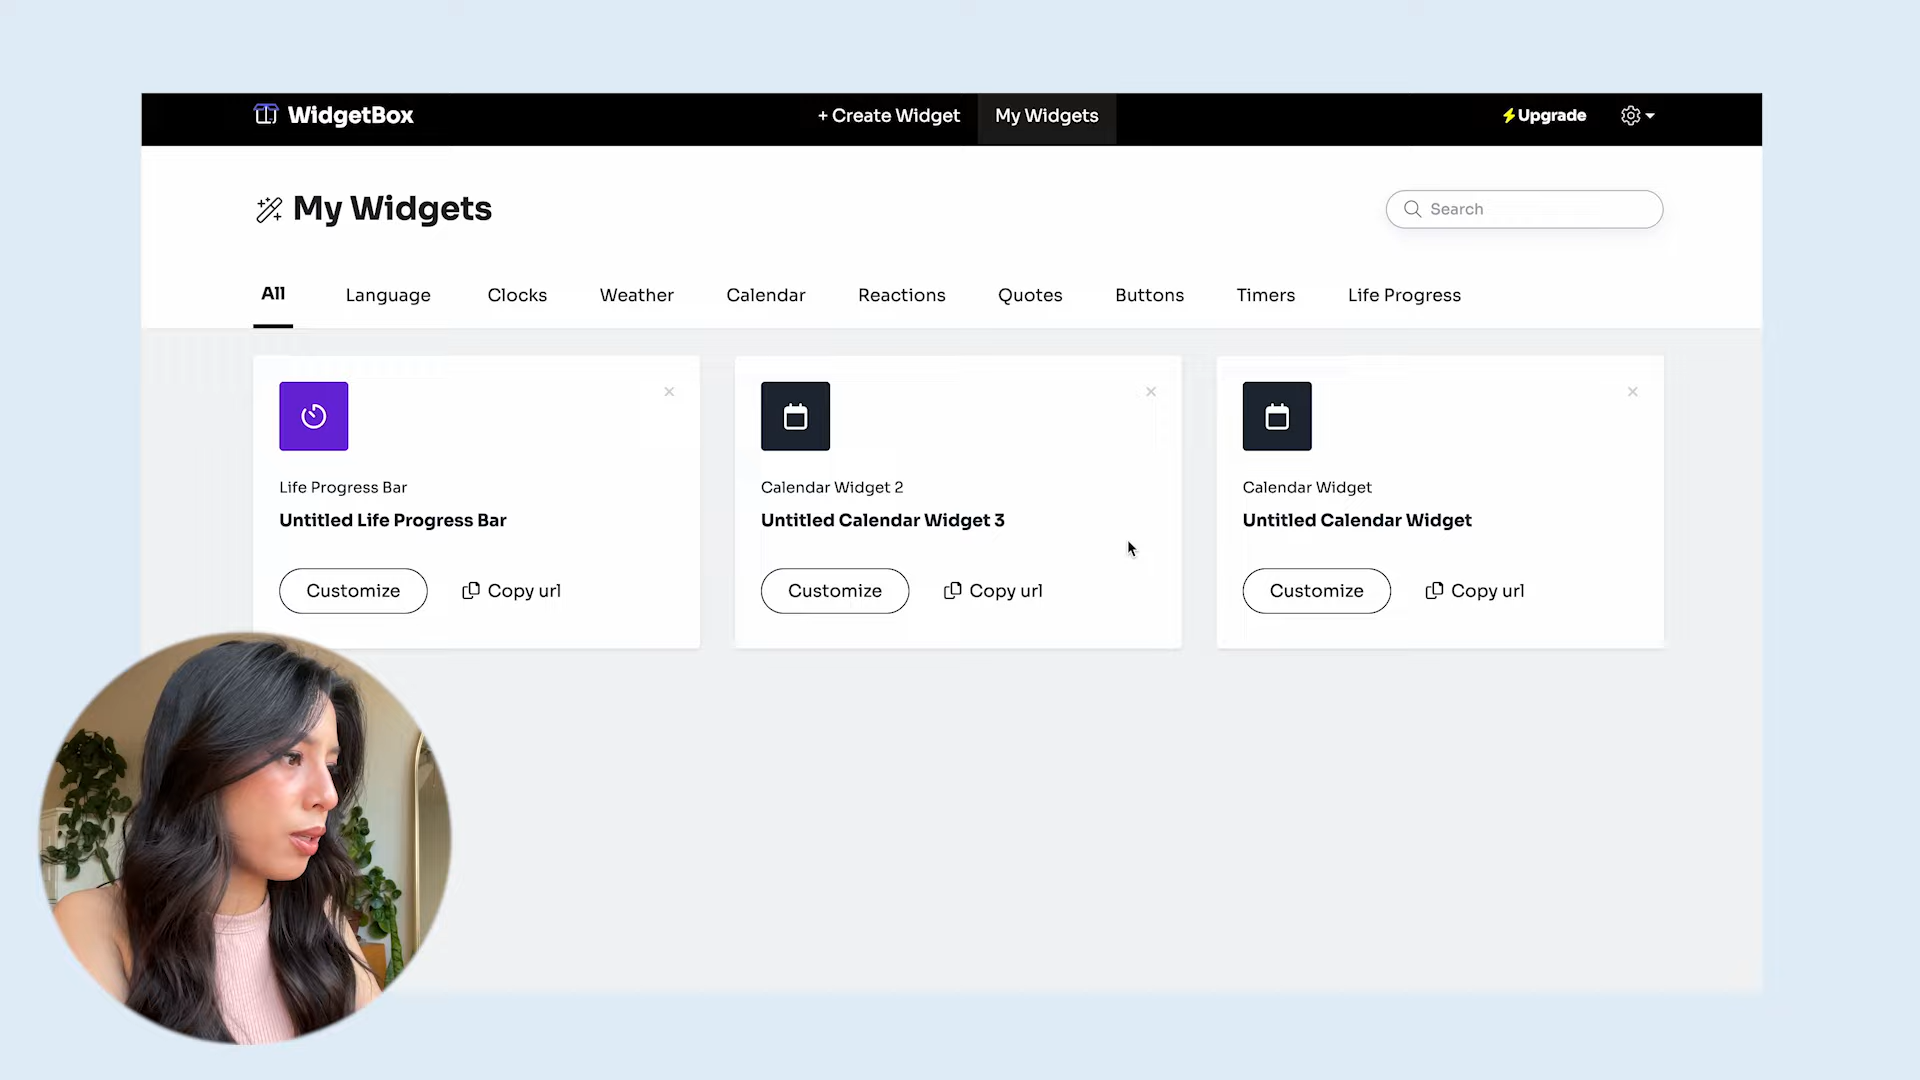 WidgetBox
+ Create Widget
My Widgets
Upgrade
My Widgets
Search
All
Language
Clocks
Weather
Calendar
Reactions
Quotes
Buttons
Timers
Life Progress
Life Progress Bar
Untitled Life Progress Bar
Customize
Copy url
Calendar Widget 2
Untitled Calendar Widget 3
Customize
Copy url
Calendar Widget
Untitled Calendar Widget
Customize
Copy url